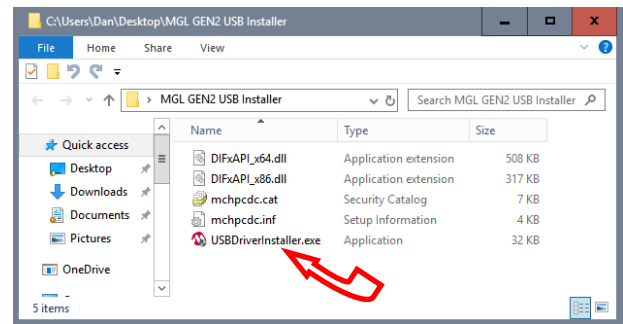 C:\Users\Dan\Desktop\MGL GEN2 USB Installer
File Home Share View
MGL GEN2 USB Installer Search MGL GEN2 USB Installer
Name Type Size
Quick access
Desktop
Downloads
Documents
Pictures
OneDrive
DIFxAPI_x64.dll Application extension 508 KB
DIFxAPI_x86.dll Application extension 317 KB
mchpcdc.cat Security Catalog 7 KB
mchpcdc.inf Setup Information 4 KB
USBDriverInstaller.exe Application 32 KB
5 items